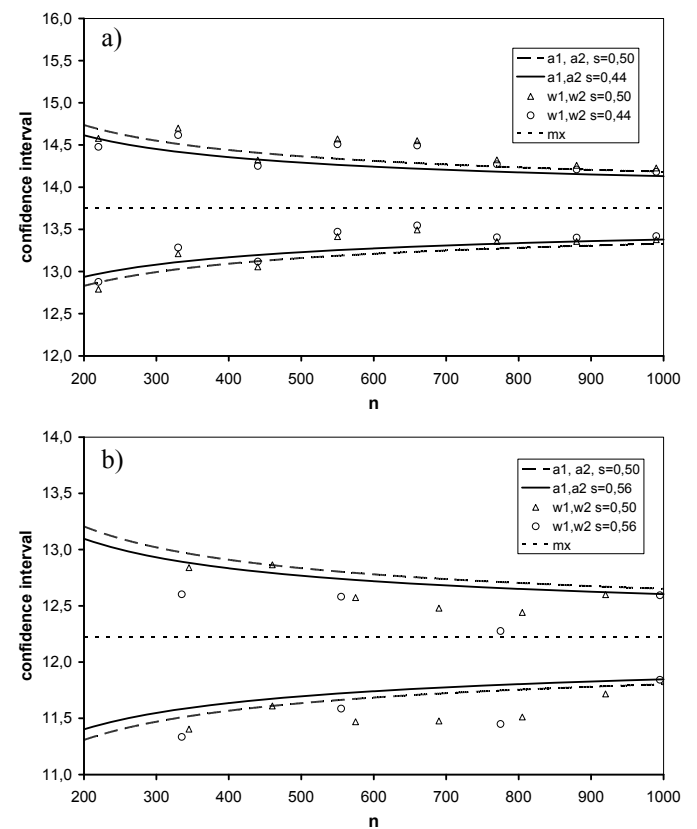 a)
16,0
15,5
15,0
14,5
14,0
13,5
13,0
12,5
12,0
confidence interval
a1, a2, s=0,50
a1,a2 s=0,44
w1,w2 s=0,50
w1,w2 s=0,44
mx
200 300 400 500 600 700 800 900 1000
n
b)
14,0
13,5
13,0
12,5
12,0
11,5
11,0
confidence interval
a1, a2, s=0,50
a1,a2 s=0,56
w1,w2 s=0,50
w1,w2 s=0,56
mx
200 300 400 500 600 700 800 900 1000
n